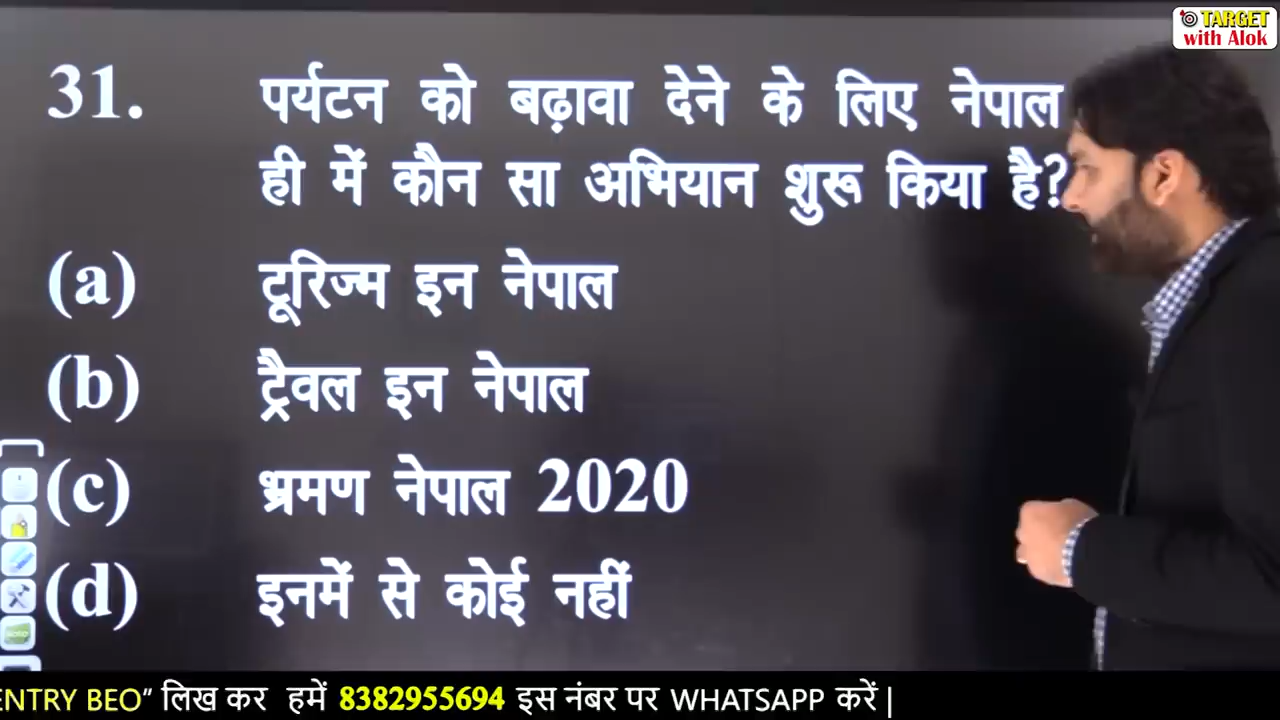 TARGET
with Alok
31. पर्यटन को बढ़ावा देने के लिए नेपाल
ही में कौन सा अभियान शुरू किया है?
(a) टूरिज्म इन नेपाल
(b) ट्रैवल इन नेपाल
(c) भ्रमण नेपाल 2020
(d) इनमें से कोई नहीं
ENTRY BEO" लिख कर हमें 8382955694 इस नंबर पर WHATSAPP करें |